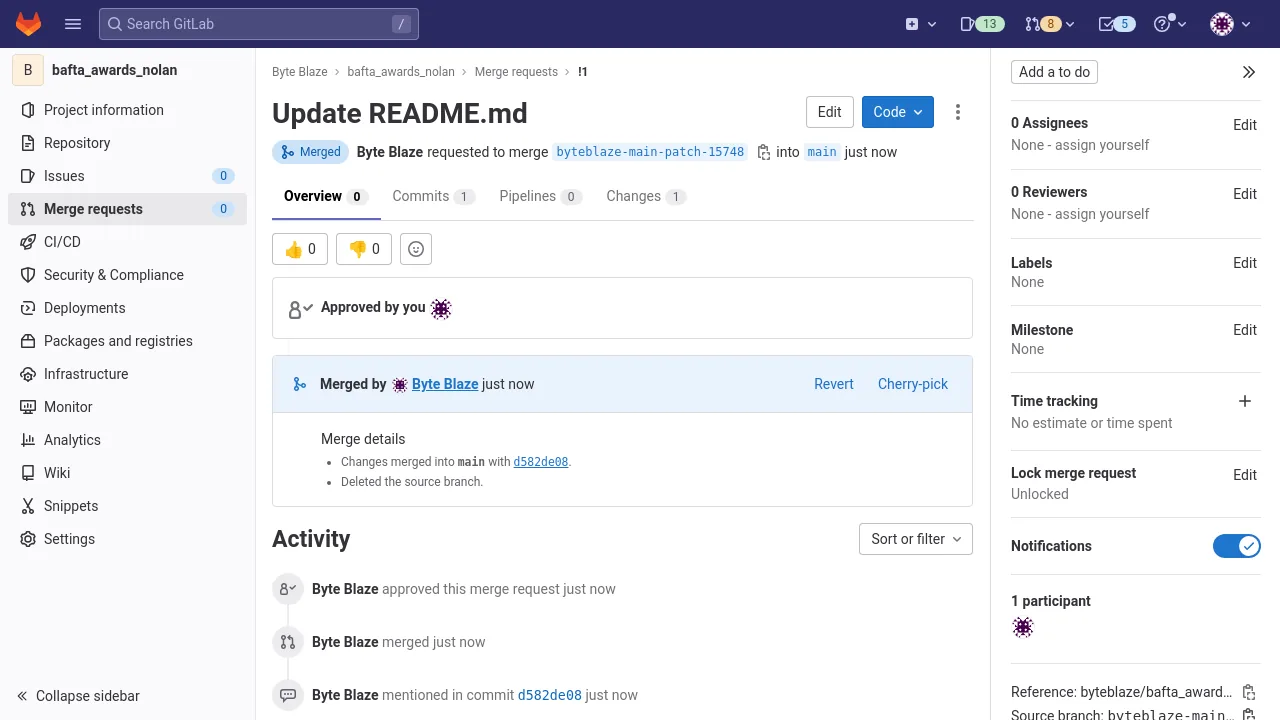 Search GitLab /
13 8 5
B bafta_awards_nolan
Project information
Repository
Issues 0
Merge requests 0
CI/CD
Security & Compliance
Deployments
Packages and registries
Infrastructure
Monitor
Analytics
Wiki
Snippets
Settings
Collapse sidebar
Byte Blaze bafta_awards_nolan Merge requests !1
Update README.md
Edit Code
Merged Byte Blaze requested to merge byteblaze-main-patch-15748 into main just now
Overview 0 Commits 1 Pipelines 0 Changes 1
0 0
Approved by you
Merged by Byte Blaze just now Revert Cherry-pick
Merge details
Changes merged into main with d582de08.
Deleted the source branch.
Activity
Sort or filter
Byte Blaze approved this merge request just now
Byte Blaze merged just now
Byte Blaze mentioned in commit d582de08 just now
Add a to do
0 Assignees Edit
None - assign yourself
0 Reviewers Edit
None - assign yourself
Labels Edit
None
Milestone Edit
None
Time tracking
No estimate or time spent
Lock merge request Edit
Unlocked
Notifications
1 participant
Reference: byteblaze/bafta_award…
Source branch: byteblaze-main…